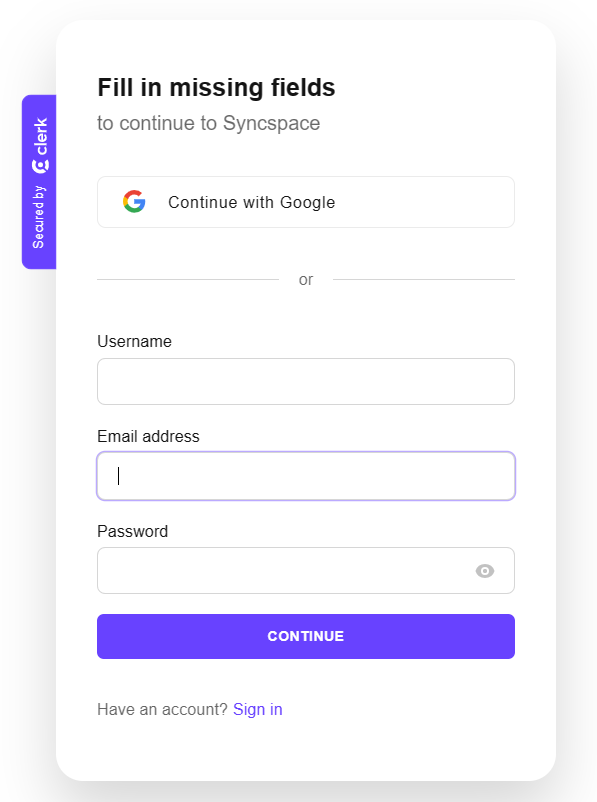 Fill in missing fields
to continue to Syncspace
Secured by clerk
Continue with Google
or
Username
Email address
Password
CONTINUE
Have an account? Sign in